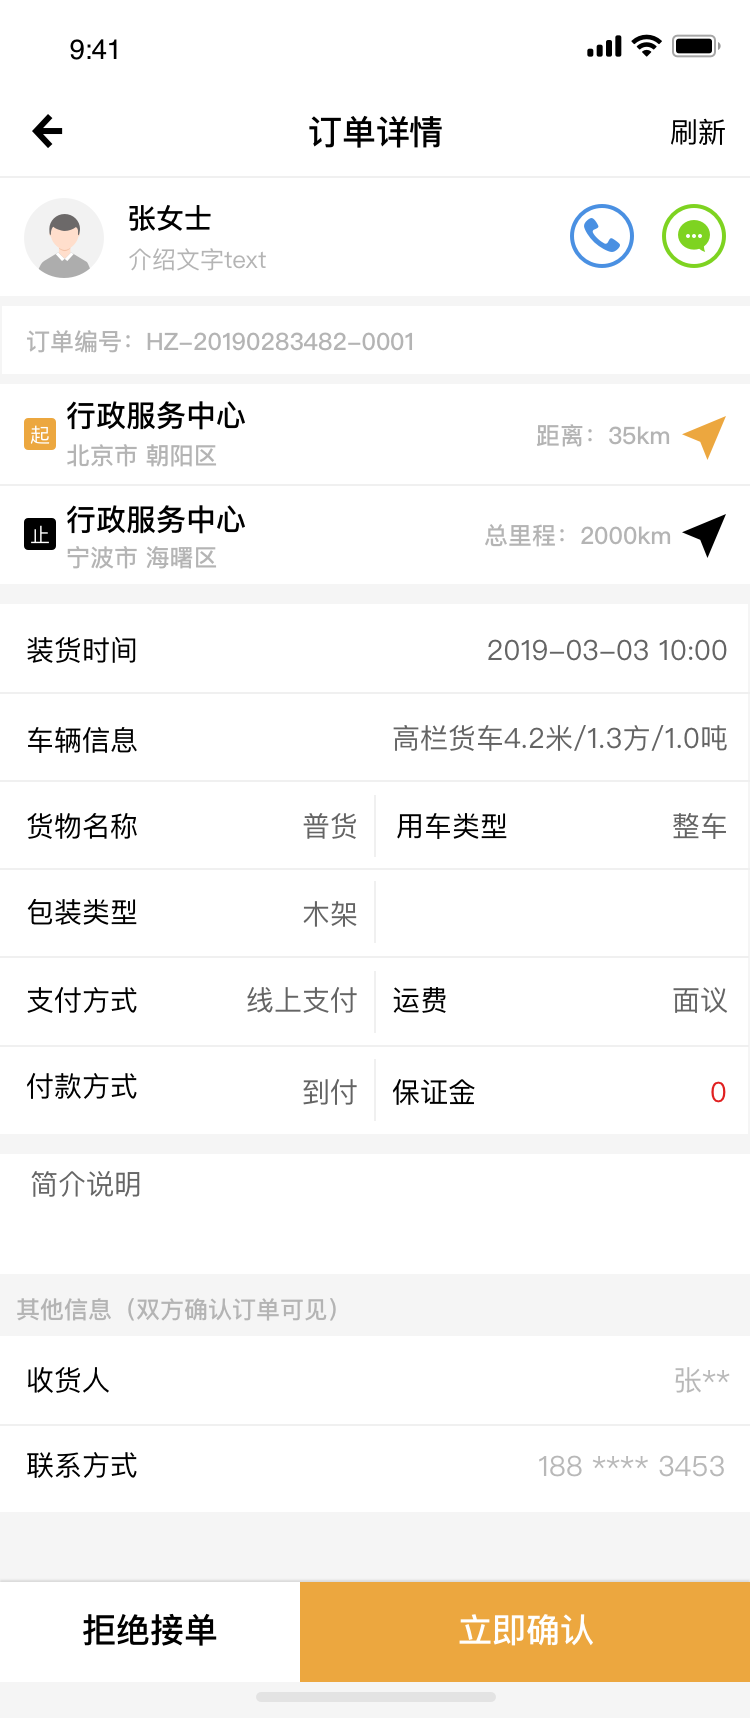 9:41
订单详情
刷新
张女士
介绍文字text
订单编号：HZ-20190283482-0001
起
行政服务中心
北京市 朝阳区
距离：35km
止
行政服务中心
宁波市 海曙区
总里程：2000km
装货时间
2019-03-03 10:00
车辆信息
高栏货车4.2米/1.3方/1.0吨
货物名称
普货
用车类型
整车
包装类型
木架
支付方式
线上支付
运费
面议
付款方式
到付
保证金
0
简介说明
其他信息（双方确认订单可见）
收货人
张**
联系方式
188 **** 3453
拒绝接单
立即确认